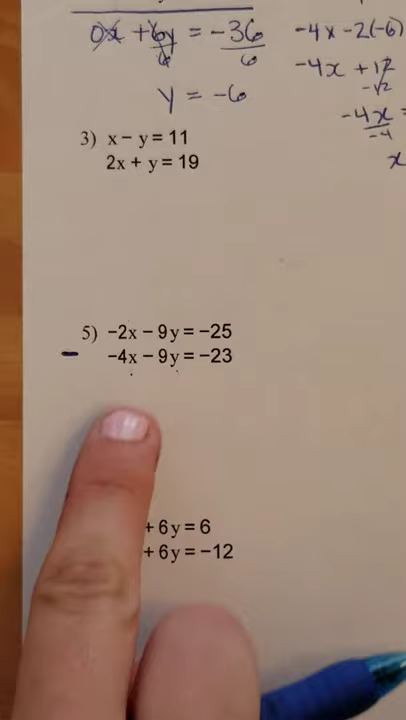 0x + 6y = -36
6 6
y = -6
-4x - 2(-6)
-4x + 12
-12
-4x =
-4
x
3) x − y = 11
2x + y = 19
5) −2x − 9y = −25
− −4x − 9y = −23
+ 6y = 6
+ 6y = −12